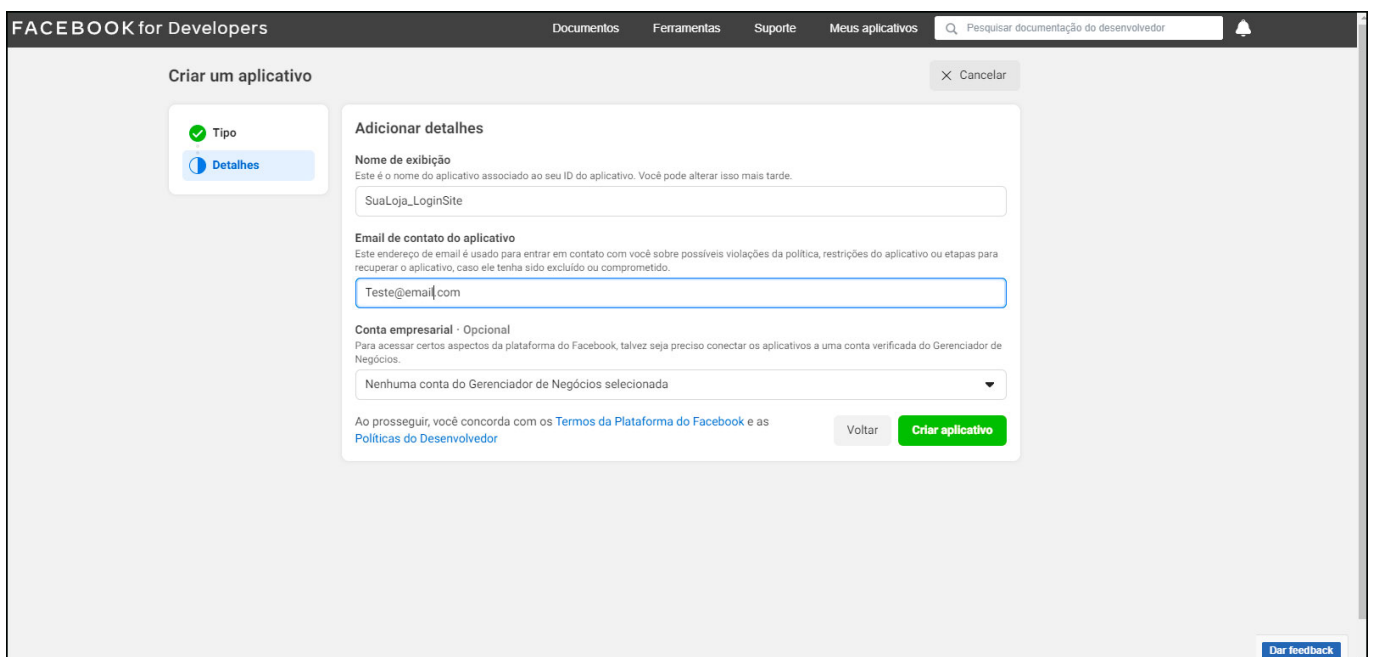 FACEBOOK for Developers
Documentos
Ferramentas
Suporte
Meus aplicativos
Pesquisar documentação do desenvolvedor
Criar um aplicativo
Cancelar
Tipo
Detalhes
Adicionar detalhes
Nome de exibição
Este é o nome do aplicativo associado ao seu ID do aplicativo. Você pode alterar isso mais tarde.
SuaLoja_LoginSite
Email de contato do aplicativo
Este endereço de email é usado para entrar em contato com você sobre possíveis violações da política, restrições do aplicativo ou etapas para
recuperar o aplicativo, caso ele tenha sido excluído ou comprometido.
Teste@email.com
Conta empresarial · Opcional
Para acessar certos aspectos da plataforma do Facebook, talvez seja preciso conectar os aplicativos a uma conta verificada do Gerenciador de
Negócios.
Nenhuma conta do Gerenciador de Negócios selecionada
Ao prosseguir, você concorda com os Termos da Plataforma do Facebook e as
Políticas do Desenvolvedor
Voltar
Criar aplicativo
Dar feedback